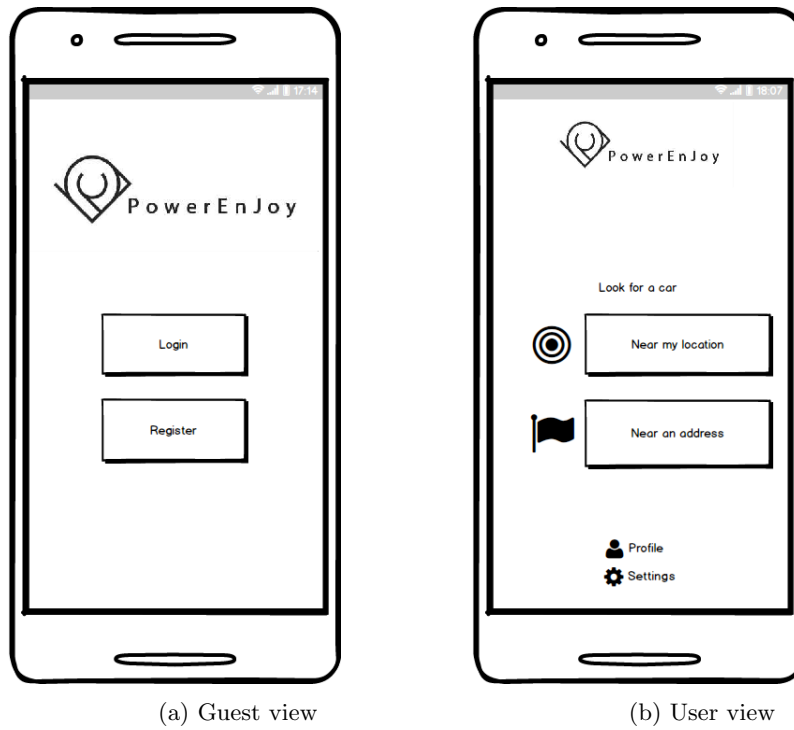 17:14
PowerEnJoy
Login
Register
(a) Guest view
18:07
PowerEnJoy
Look for a car
Near my location
Near an address
Profile
Settings
(b) User view